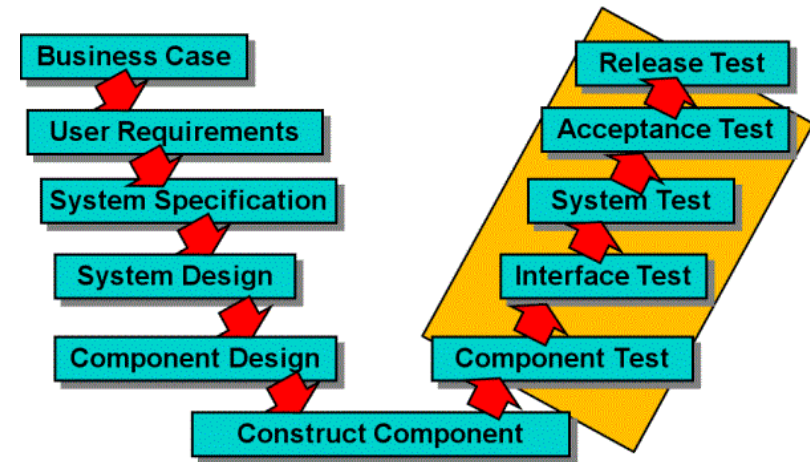 Business Case
User Requirements
System Specification
System Design
Component Design
Construct Component
Component Test
Interface Test
System Test
Acceptance Test
Release Test